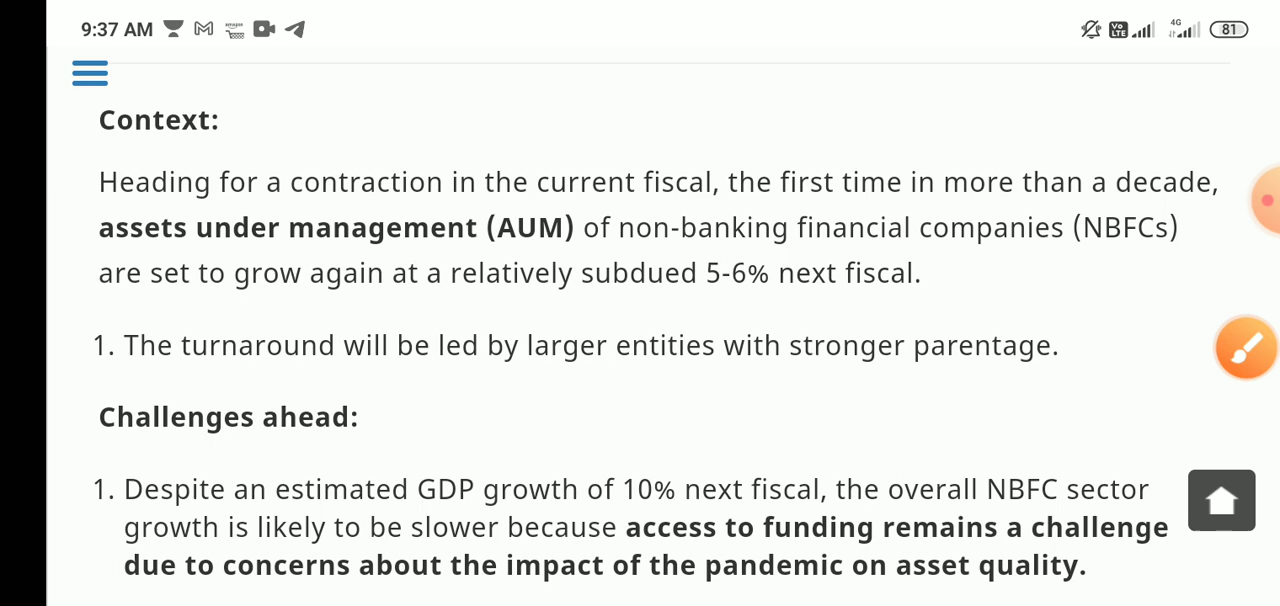 9:37 AM
VO LTE 4G 81
Context:
Heading for a contraction in the current fiscal, the first time in more than a decade,
assets under management (AUM) of non-banking financial companies (NBFCs)
are set to grow again at a relatively subdued 5-6% next fiscal.
1. The turnaround will be led by larger entities with stronger parentage.
Challenges ahead:
1. Despite an estimated GDP growth of 10% next fiscal, the overall NBFC sector
growth is likely to be slower because access to funding remains a challenge
due to concerns about the impact of the pandemic on asset quality.